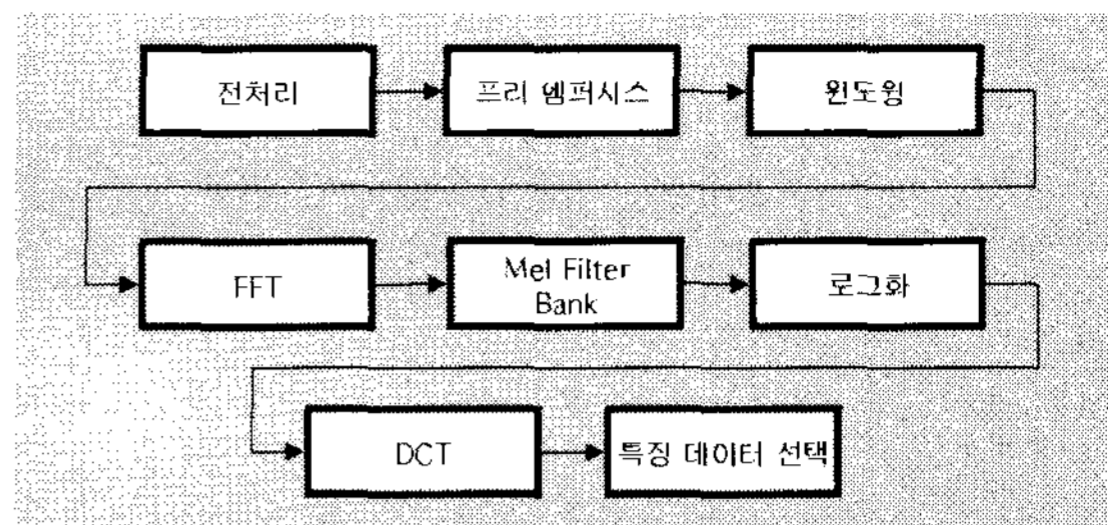 전처리
프리 엠퍼시스
윈도윙
FFT
Mel Filter
Bank
로그화
DCT
특징 데이터 선택